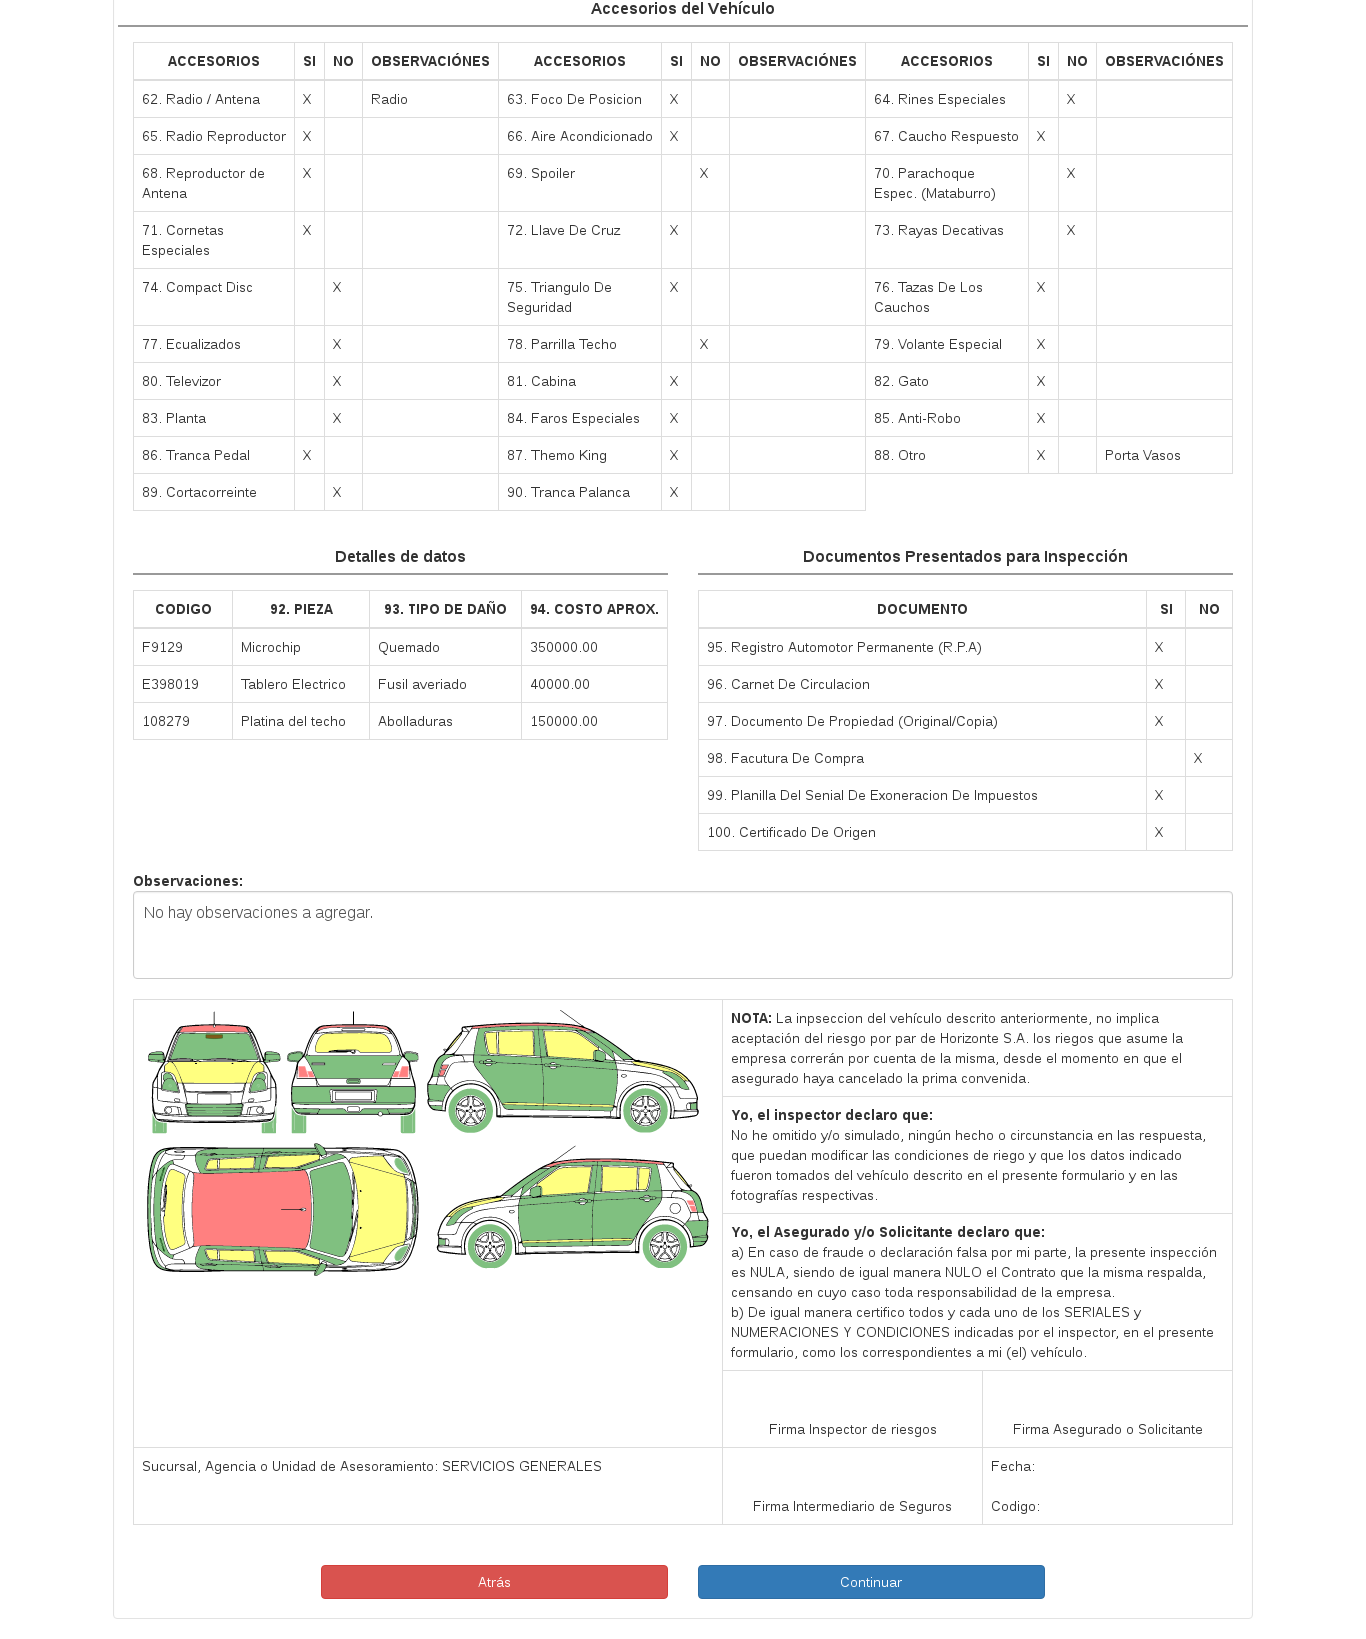 Accesorios del Vehículo
ACCESORIOS SI NO OBSERVACIÓNES ACCESORIOS SI NO OBSERVACIÓNES ACCESORIOS SI NO OBSERVACIÓNES
62. Radio / Antena X Radio 63. Foco De Posicion X 64. Rines Especiales X
65. Radio Reproductor X 66. Aire Acondicionado X 67. Caucho Respuesto X
68. Reproductor de X 69. Spoiler X 70. Parachoque X
Antena Espec. (Mataburro)
71. Cornetas X 72. Llave De Cruz X 73. Rayas Decativas X
Especiales
74. Compact Disc X 75. Triangulo De X 76. Tazas De Los X
Seguridad Cauchos
77. Ecualizados X 78. Parrilla Techo X 79. Volante Especial X
80. Televizor X 81. Cabina X 82. Gato X
83. Planta X 84. Faros Especiales X 85. Anti-Robo X
86. Tranca Pedal X 87. Themo King X 88. Otro X Porta Vasos
89. Cortacorreinte X 90. Tranca Palanca X
Detalles de datos
CODIGO 92. PIEZA 93. TIPO DE DAÑO 94. COSTO APROX.
F9129 Microchip Quemado 350000.00
E398019 Tablero Electrico Fusil averiado 40000.00
108279 Platina del techo Abolladuras 150000.00
Documentos Presentados para Inspección
DOCUMENTO SI NO
95. Registro Automotor Permanente (R.P.A) X
96. Carnet De Circulacion X
97. Documento De Propiedad (Original/Copia) X
98. Facutura De Compra X
99. Planilla Del Senial De Exoneracion De Impuestos X
100. Certificado De Origen X
Observaciones:
No hay observaciones a agregar.
NOTA: La inpseccion del vehículo descrito anteriormente, no implica
aceptación del riesgo por par de Horizonte S.A. los riegos que asume la
empresa correrán por cuenta de la misma, desde el momento en que el
asegurado haya cancelado la prima convenida.
Yo, el inspector declaro que:
No he omitido y/o simulado, ningún hecho o circunstancia en las respuesta,
que puedan modificar las condiciones de riego y que los datos indicado
fueron tomados del vehículo descrito en el presente formulario y en las
fotografías respectivas.
Yo, el Asegurado y/o Solicitante declaro que:
a) En caso de fraude o declaración falsa por mi parte, la presente inspección
es NULA, siendo de igual manera NULO el Contrato que la misma respalda,
censando en cuyo caso toda responsabilidad de la empresa.
b) De igual manera certifico todos y cada uno de los SERIALES y
NUMERACIONES Y CONDICIONES indicadas por el inspector, en el presente
formulario, como los correspondientes a mi (el) vehículo.
Firma Inspector de riesgos Firma Asegurado o Solicitante
Sucursal, Agencia o Unidad de Asesoramiento: SERVICIOS GENERALES Fecha:
Firma Intermediario de Seguros Codigo:
Atrás Continuar